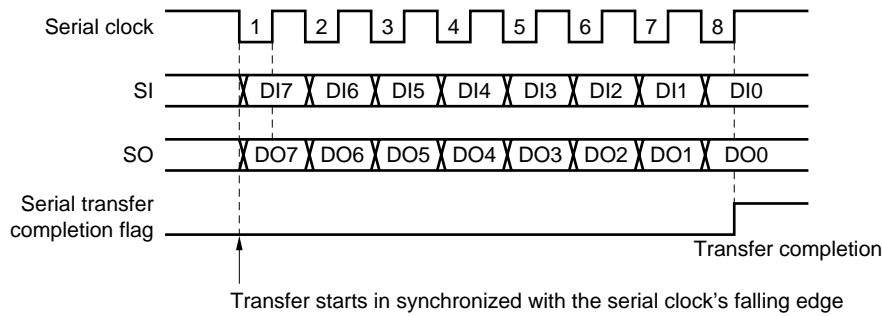 Serial clock 1 2 3 4 5 6 7 8
SI DI7 DI6 DI5 DI4 DI3 DI2 DI1 DI0
SO DO7 DO6 DO5 DO4 DO3 DO2 DO1 DO0
Serial transfer
completion flag
Transfer completion
Transfer starts in synchronized with the serial clock's falling edge